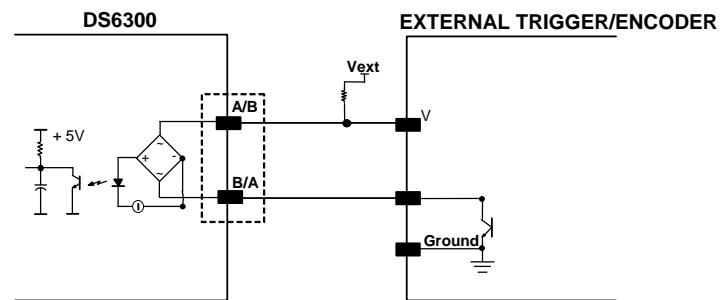 DS6300
EXTERNAL TRIGGER/ENCODER
Vext
A/B
V
+ 5V
+
~
-
~
B/A
I
Ground